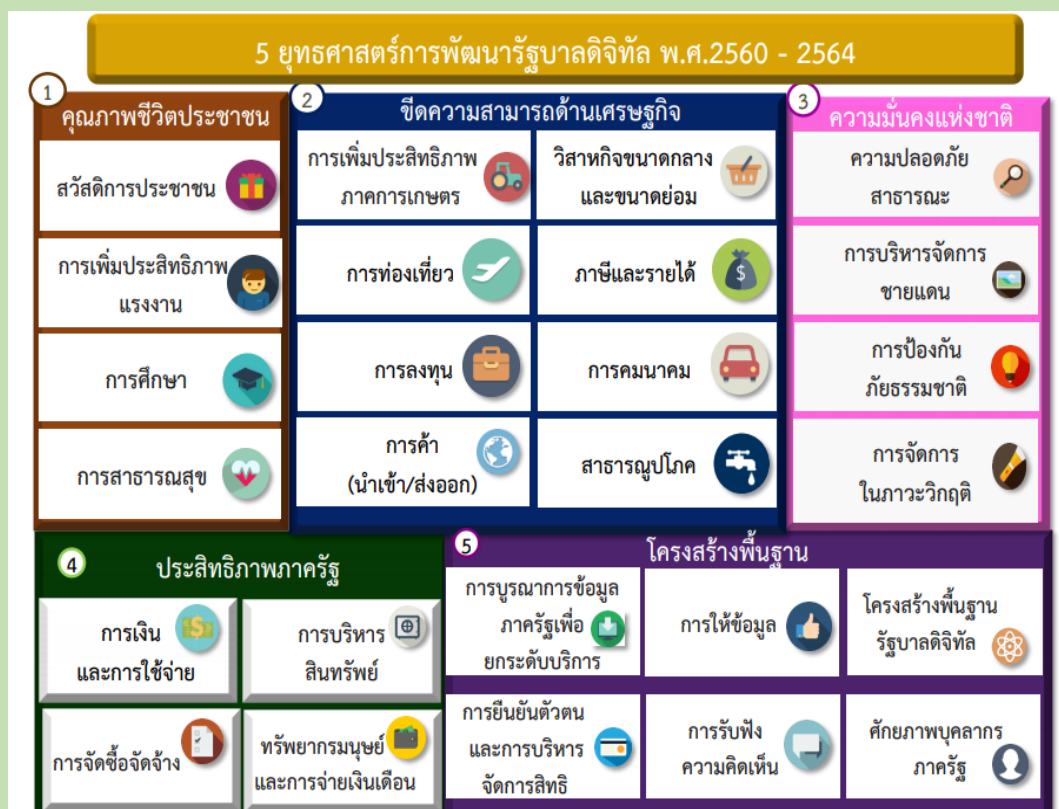 5 ยุทธศาสตร์การพัฒนารัฐบาลดิจิทัล พ.ศ.2560 - 2564
1
คุณภาพชีวิตประชาชน
สวัสดิการประชาชน
การเพิ่มประสิทธิภาพ
แรงงาน
การศึกษา
การสาธารณสุข
2
ขีดความสามารถด้านเศรษฐกิจ
การเพิ่มประสิทธิภาพ
ภาคการเกษตร
วิสาหกิจขนาดกลาง
และขนาดย่อม
การท่องเที่ยว
ภาษีและรายได้
การลงทุน
การคมนาคม
การค้า
(นำเข้า/ส่งออก)
สาธารณูปโภค
3
ความมั่นคงแห่งชาติ
ความปลอดภัย
สาธารณะ
การบริหารจัดการ
ชายแดน
การป้องกัน
ภัยธรรมชาติ
การจัดการ
ในภาวะวิกฤติ
4
ประสิทธิภาพภาครัฐ
การเงิน
และการใช้จ่าย
การบริหาร
สินทรัพย์
การจัดซื้อจัดจ้าง
ทรัพยากรมนุษย์
และการจ่ายเงินเดือน
5
โครงสร้างพื้นฐาน
การบูรณาการข้อมูล
ภาครัฐเพื่อ
ยกระดับบริการ
การให้ข้อมูล
โครงสร้างพื้นฐาน
รัฐบาลดิจิทัล
การยืนยันตัวตน
และการบริหาร
จัดการสิทธิ
การรับฟัง
ความคิดเห็น
ศักยภาพบุคลากร
ภาครัฐ